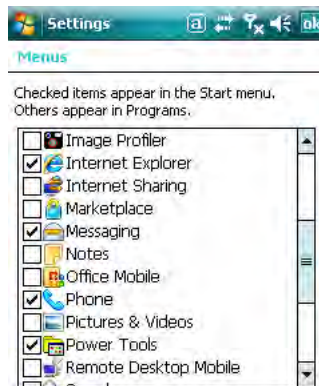 Settings
a
ok
Menus
Checked items appear in the Start menu.
Others appear in Programs.
Image Profiler
Internet Explorer
Internet Sharing
Marketplace
Messaging
Notes
Office Mobile
Phone
Pictures & Videos
Power Tools
Remote Desktop Mobile